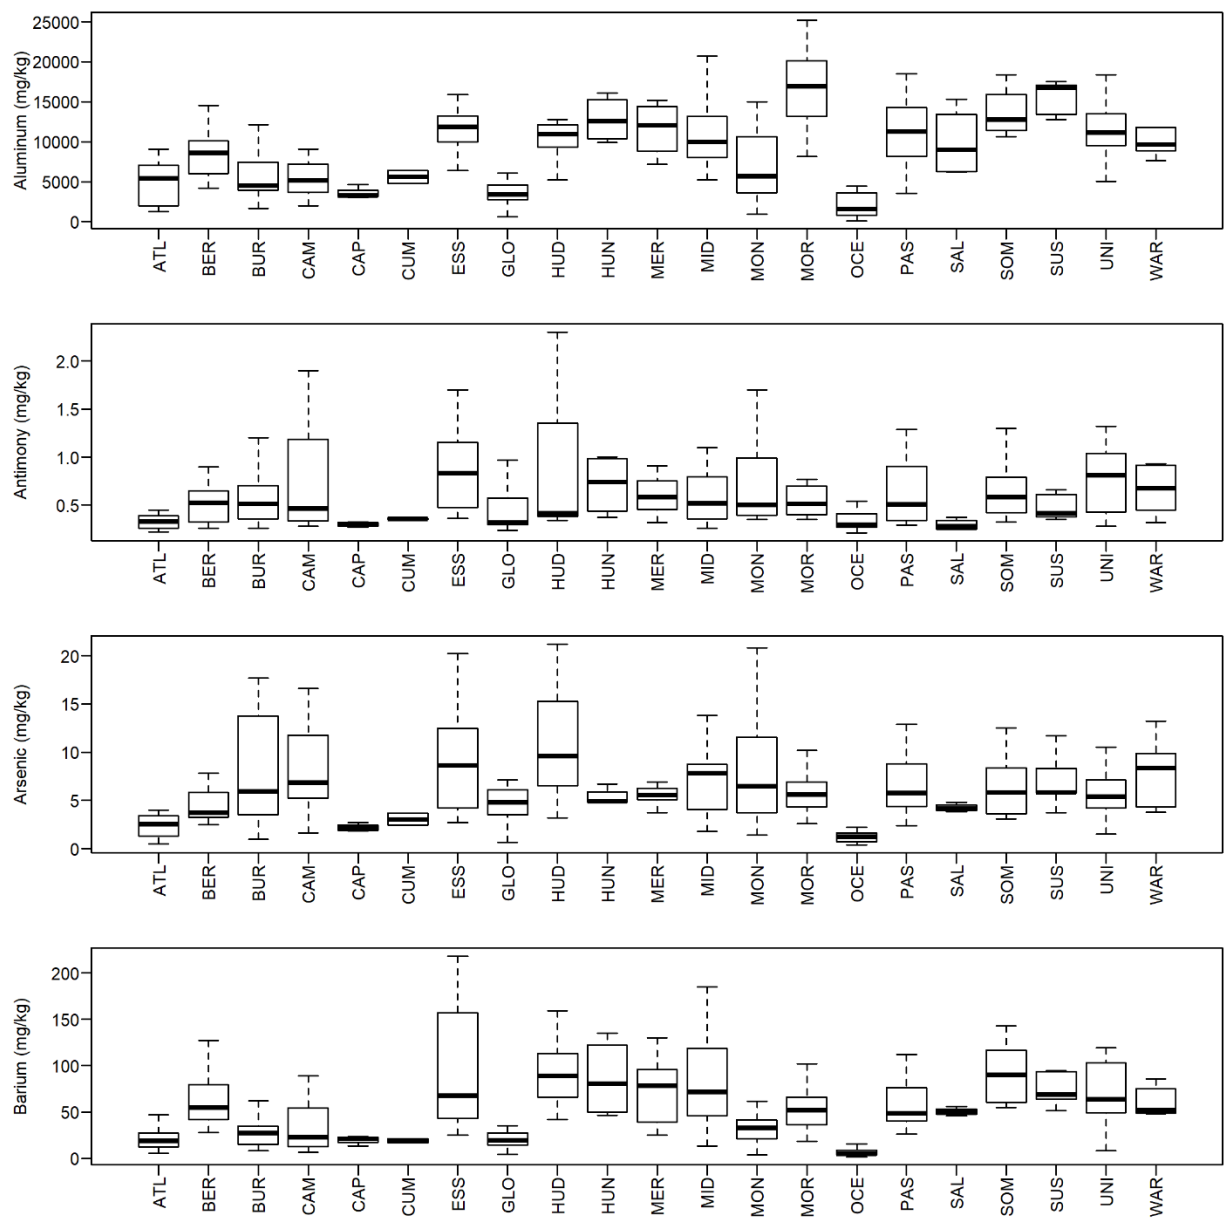 Aluminum (mg/kg)
25000
20000
15000
10000
5000
0
ATL BER BUR CAM CAP CUM ESS GLO HUD HUN MER MID MON MOR OCE PAS SAL SOM SUS UNI WAR
Antimony (mg/kg)
2.0
1.5
1.0
0.5
ATL BER BUR CAM CAP CUM ESS GLO HUD HUN MER MID MON MOR OCE PAS SAL SOM SUS UNI WAR
Arsenic (mg/kg)
20
15
10
5
0
ATL BER BUR CAM CAP CUM ESS GLO HUD HUN MER MID MON MOR OCE PAS SAL SOM SUS UNI WAR
Barium (mg/kg)
200
150
100
50
0
ATL BER BUR CAM CAP CUM ESS GLO HUD HUN MER MID MON MOR OCE PAS SAL SOM SUS UNI WAR